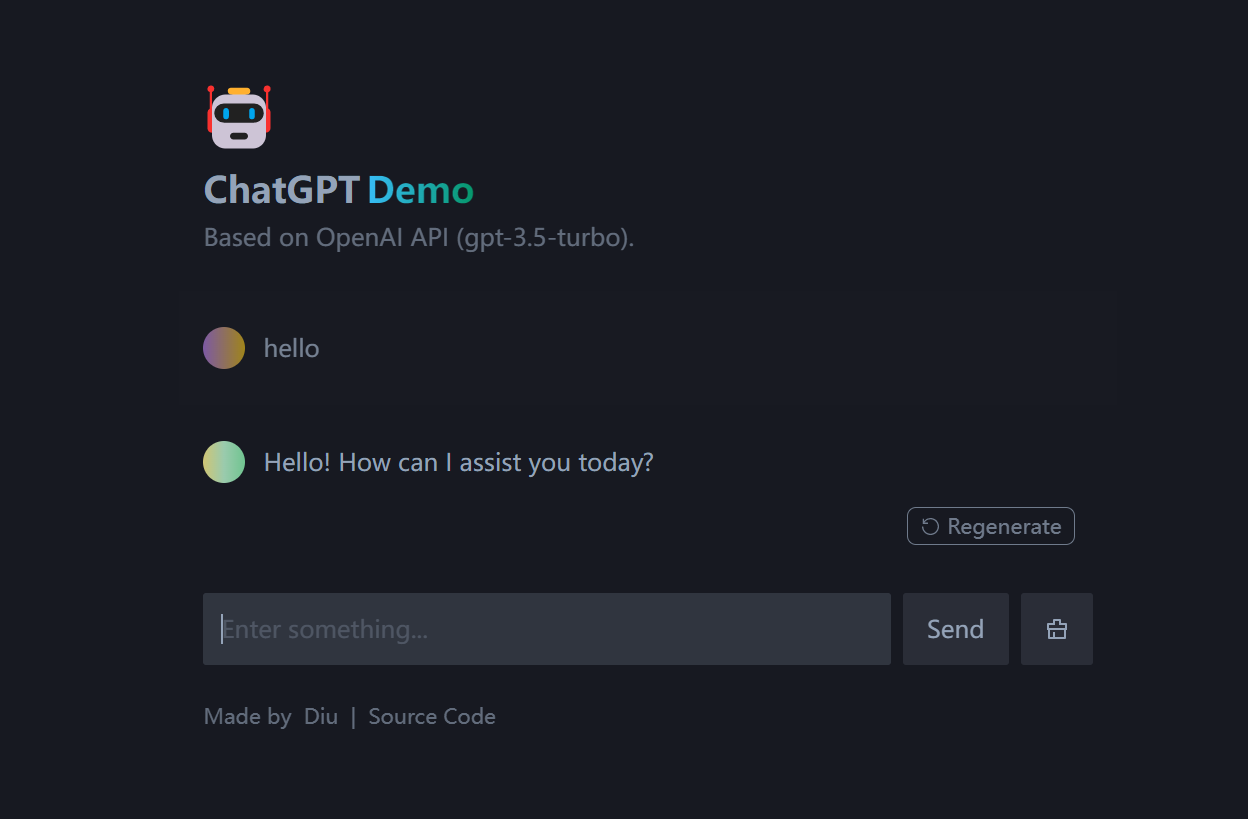 ChatGPT Demo
Based on OpenAI API (gpt-3.5-turbo).
hello
Hello! How can I assist you today?
Regenerate
Enter something...
Send
Made by Diu | Source Code